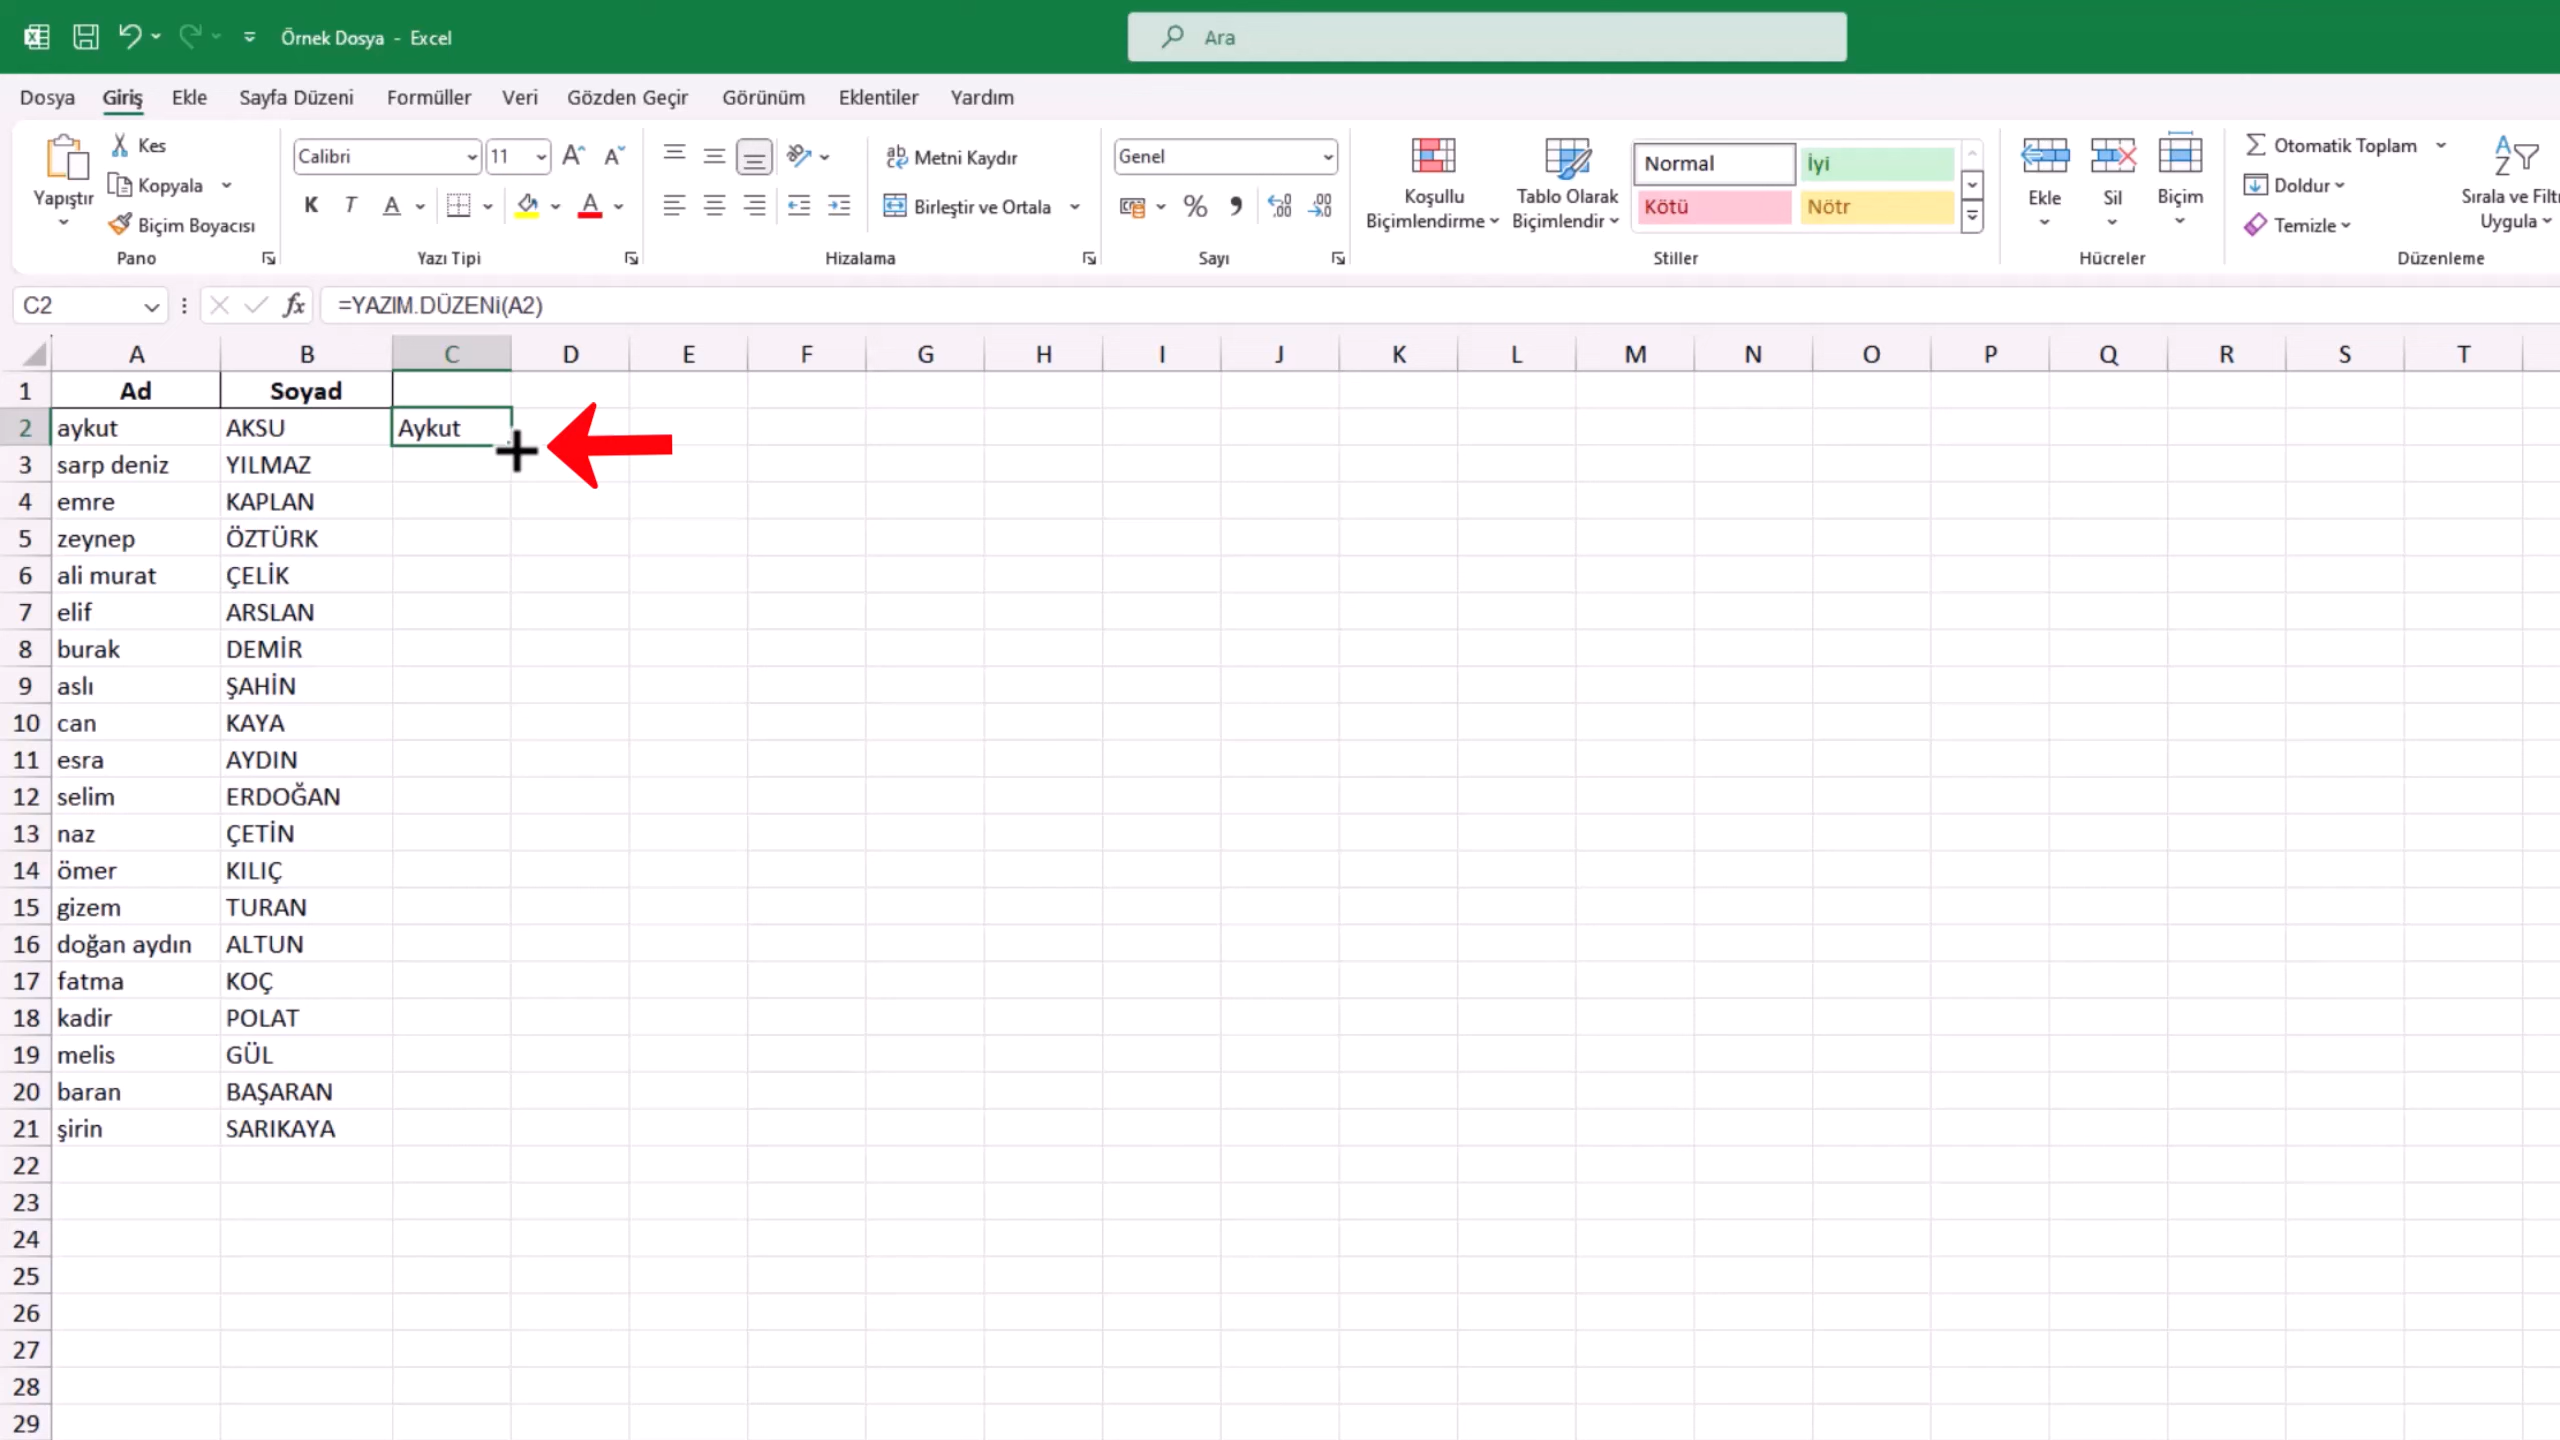 Örnek Dosya - Excel
Ara
Dosya Giriş Ekle Sayfa Düzeni Formüller Veri Gözden Geçir Görünüm Eklentiler Yardım
Yapıştır
Kes
Kopyala
Biçim Boyacısı
Pano
Calibri 11
K T A
Yazı Tipi
Metni Kaydır
Birleştir ve Ortala
Hizalama
Genel
Sayı
Koşullu Biçimlendirme
Tablo Olarak Biçimlendir
Normal İyi
Kötü Nötr
Stiller
Ekle Sil Biçim
Hücreler
Otomatik Toplam
Doldur
Temizle
Sırala ve Filtr
Uygula
Düzenleme
C2 fx =YAZIM.DÜZENi(A2)
A B C D E F G H I J K L M N O P Q R S T
1 Ad Soyad
2 aykut AKSU Aykut
3 sarp deniz YILMAZ
4 emre KAPLAN
5 zeynep ÖZTÜRK
6 ali murat ÇELİK
7 elif ARSLAN
8 burak DEMİR
9 aslı ŞAHİN
10 can KAYA
11 esra AYDIN
12 selim ERDOĞAN
13 naz ÇETİN
14 ömer KILIÇ
15 gizem TURAN
16 doğan aydın ALTUN
17 fatma KOÇ
18 kadir POLAT
19 melis GÜL
20 baran BAŞARAN
21 şirin SARIKAYA
22
23
24
25
26
27
28
29